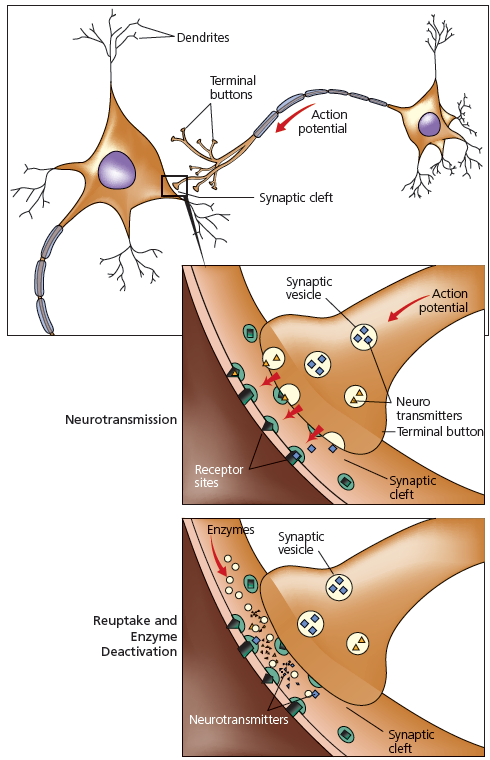 Dendrites
Terminal
buttons
Action
potential
Synaptic cleft
Synaptic
vesicle
Action
potential
Neuro
transmitters
Terminal button
Neurotransmission
Receptor
sites
Synaptic
cleft
Enzymes
Synaptic
vesicle
Reuptake and
Enzyme
Deactivation
Neurotransmitters
Synaptic
cleft